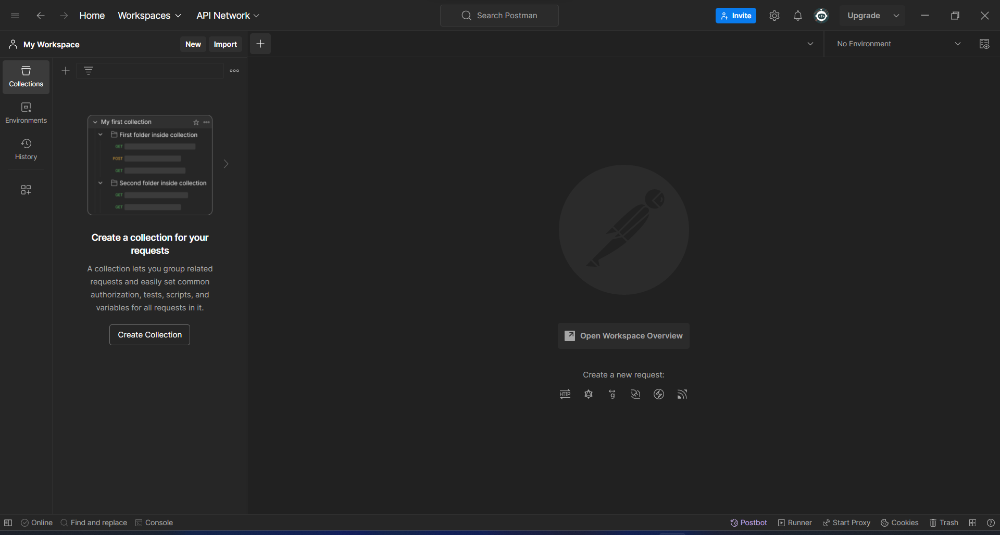 Home
Workspaces
API Network
Search Postman
Invite
Upgrade
My Workspace
New
Import
No Environment
Collections
Environments
History
My first collection
First folder inside collection
GET
POST
GET
Second folder inside collection
GET
GET
Create a collection for your
requests
A collection lets you group related
requests and easily set common
authorization, tests, scripts, and
variables for all requests in it.
Create Collection
Open Workspace Overview
Create a new request:
HTTP
g
Online
Find and replace
Console
Postbot
Runner
Start Proxy
Cookies
Trash